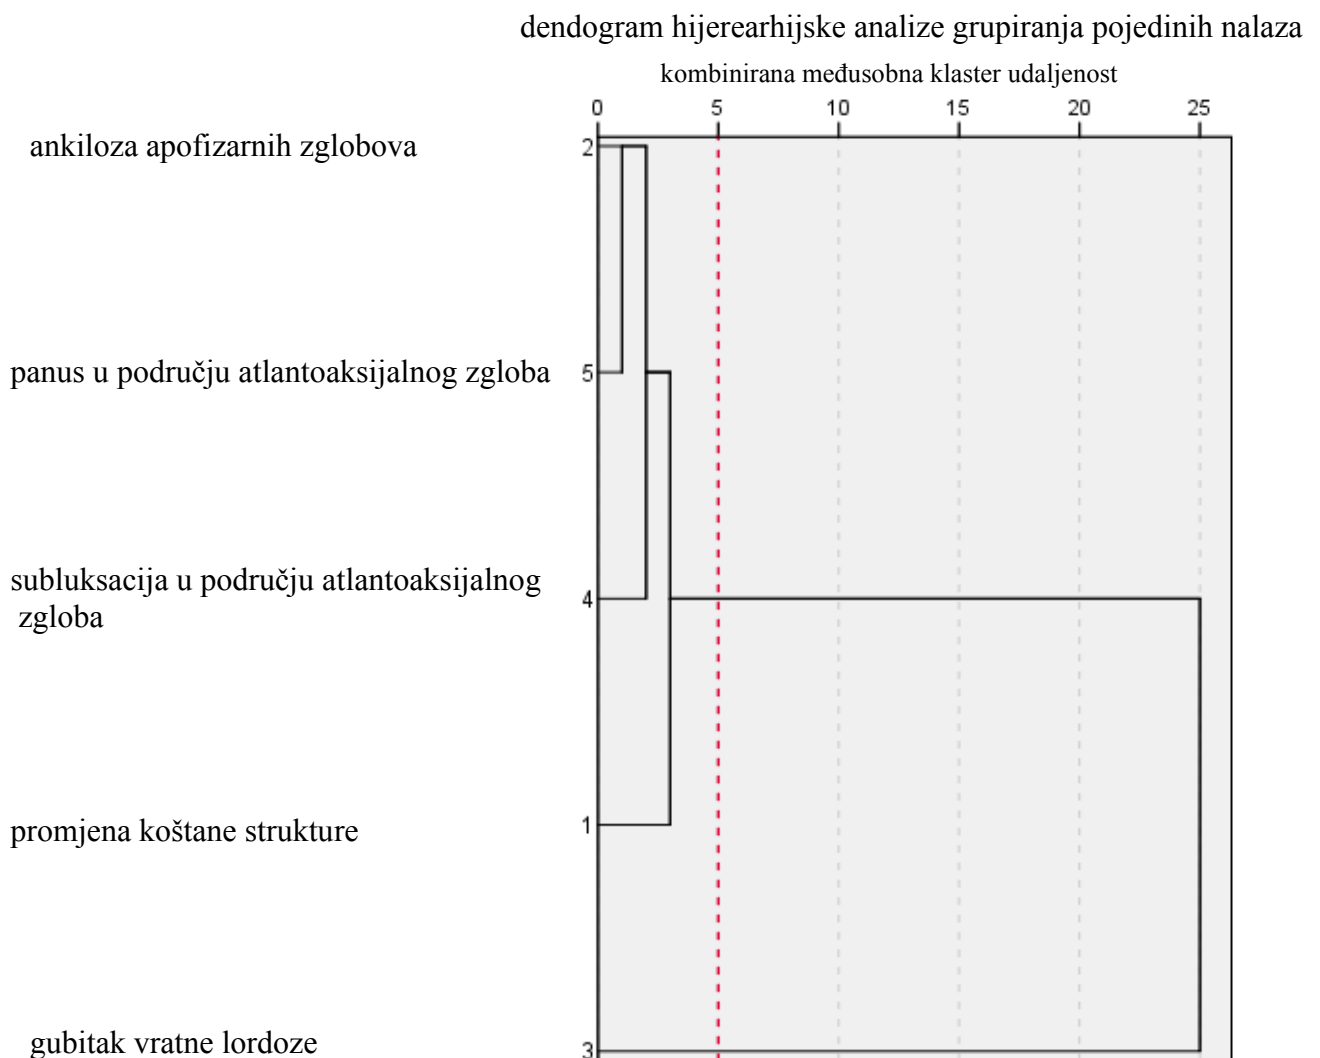 dendogram hijerearhijske analize grupiranja pojedinih nalaza
kombinirana međusobna klaster udaljenost
0 5 10 15 20 25
ankiloza apofizarnih zglobova 2
panus u području atlantoaksijalnog zgloba 5
subluksacija u području atlantoaksijalnog
zgloba 4
promjena koštane strukture 1
gubitak vratne lordoze 3